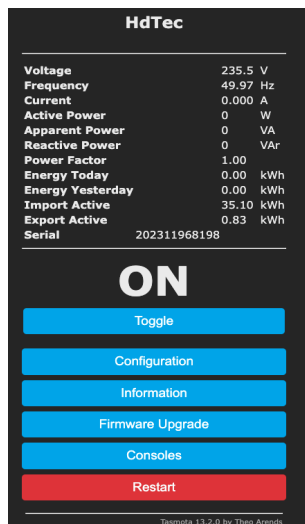 HdTec
Voltage 235.5 V
Frequency 49.97 Hz
Current 0.000 A
Active Power 0 W
Apparent Power 0 VA
Reactive Power 0 VAr
Power Factor 1.00
Energy Today 0.00 kWh
Energy Yesterday 0.00 kWh
Import Active 35.10 kWh
Export Active 0.83 kWh
Serial 202311968198
ON
Toggle
Configuration
Information
Firmware Upgrade
Consoles
Restart
Tasmota 13.2.0 by Theo Arends